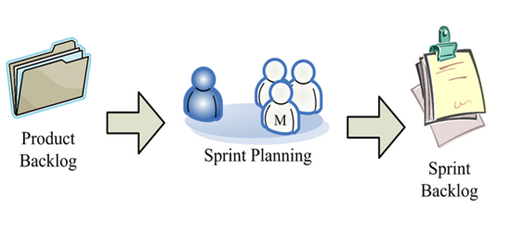 Product
Backlog
M
Sprint Planning
Sprint
Backlog